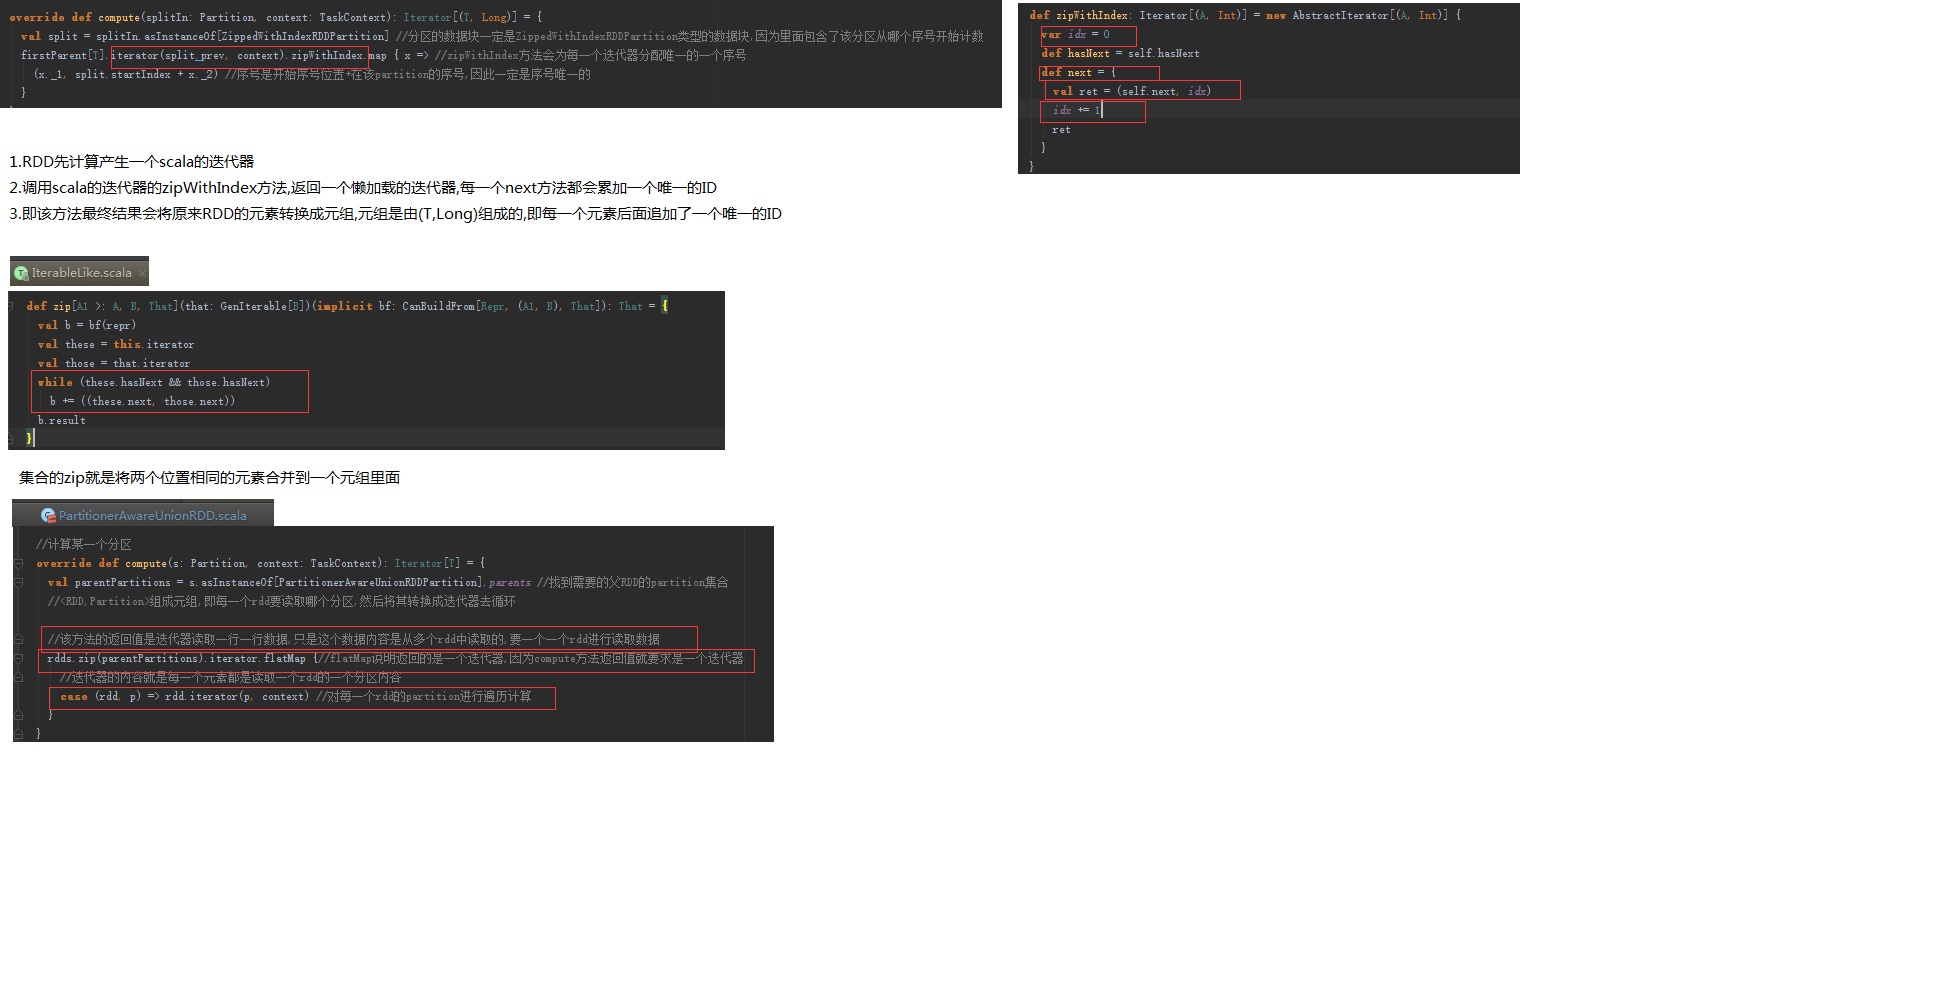 override def compute(splitIn: Partition, context: TaskContext): Iterator[(T, Long)] = {
val split = splitIn.asInstanceOf[ZippedWithIndexRDDPartition] //分区的数据块一定是ZippedWithIndexRDDPartition类型的数据块,因为里面包含了该分区从哪个序号开始计数
firstParent[T].iterator(split_prev, context).zipWithIndex.map { x => //zipWithIndex方法会为每一个迭代器分配唯一的一个序号
(x._1, split.startIndex + x._2) //序号是开始序号位置+在该partition的序号,因此一定是序号唯一的
}
def zipWithIndex: Iterator[(A, Int)] = new AbstractIterator[(A, Int)] {
var idx = 0
def hasNext = self.hasNext
def next = {
val ret = (self.next, idx)
idx += 1
ret
}
}
1.RDD先计算产生一个scala的迭代器
2.调用scala的迭代器的zipWithIndex方法,返回一个懒加载的迭代器,每一个next方法都会累加一个唯一的ID
3.即该方法最终结果会将原来RDD的元素转换成元组,元组是由(T,Long)组成的,即每一个元素后面追加了一个唯一的ID
IterableLike.scala
def zip[A1 >: A, B, That](that: GenIterable[B])(implicit bf: CanBuildFrom[Repr, (A1, B), That]): That = {
val b = bf(repr)
val these = this.iterator
val those = that.iterator
while (these.hasNext && those.hasNext)
b += ((these.next, those.next))
b.result
}
集合的zip就是将两个位置相同的元素合并到一个元组里面
PartitionerAwareUnionRDD.scala
//计算某一个分区
override def compute(s: Partition, context: TaskContext): Iterator[T] = {
val parentPartitions = s.asInstanceOf[PartitionerAwareUnionRDDPartition].parents //找到需要的父RDD的partition集合
//<RDD,Partition>组成元组,即每一个rdd要读取哪个分区,然后将其转换成迭代器去循环
//该方法的返回值是迭代器读取一行一行数据,只是这个数据内容是从多个rdd中读取的,要一个一个rdd进行读取数据
rdds.zip(parentPartitions).iterator.flatMap {//flatMap说明返回的是一个迭代器,因为compute方法返回值就要求是一个迭代器
//迭代器的内容就是每一个元素都是读取一个rdd的一个分区内容
case (rdd, p) => rdd.iterator(p, context) //对每一个rdd的partition进行遍历计算
}
}